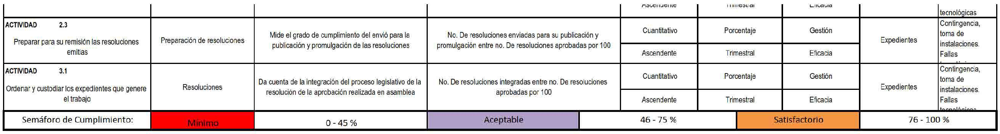 Ascendente
Trimestral
Eficacia
tecnológicas
ACTIVIDAD 2.3
Preparar para su remisión las resoluciones
emitias
Preparación de resoluciones
Mide el grado de cumplimiento del envió para la
publicación y promulgación de las resoluciones
No. De resoluciones enviadas para su publicación y
promulgación entre no. De resoluciones aprobadas por 100
Cuantitativo
Porcentaje
Gestión
Ascendente
Trimestral
Eficacia
Expedientes
Contingencia,
toma de
instalaciones.
Fallas
ACTIVIDAD 3.1
Ordenar y custodiar los expedientes que genere
el trabajo
Resoluciones
Da cuenta de la integración del proceso legislativo de la
resolución de la aprobación realizada en asamblea
No. De resoluciones integradas entre no. De resoluciones
aprobadas por 100
Cuantitativo
Porcentaje
Gestión
Ascendente
Trimestral
Eficacia
Expedientes
Contingencia,
toma de
instalaciones.
Fallas
tecnológicas
Semáforo de Cumplimiento:
Mínimo
0 - 45 %
Aceptable
46 - 75 %
Satisfactorio
76 - 100 %